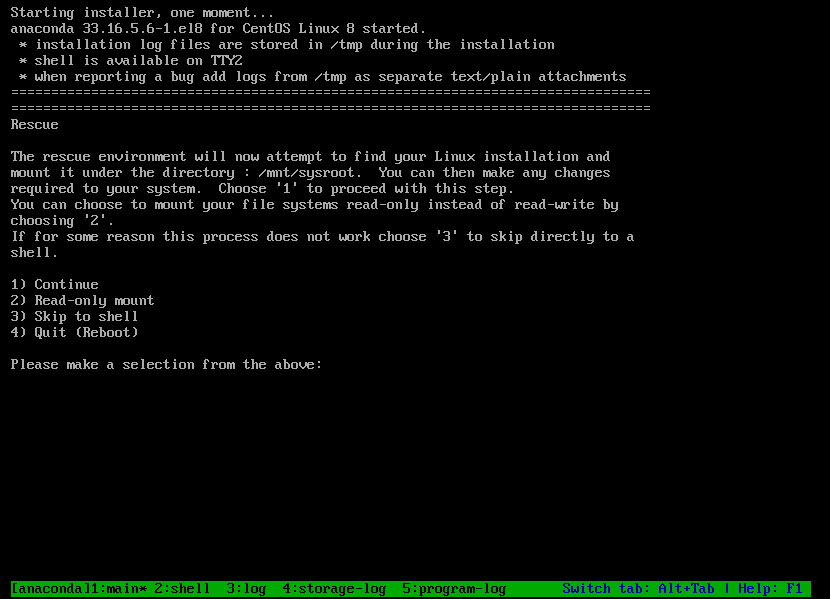 Starting installer, one moment...
anaconda 33.16.5.6-1.el8 for CentOS Linux 8 started.
 * installation log files are stored in /tmp during the installation
 * shell is available on TTY2
 * when reporting a bug add logs from /tmp as separate text/plain attachments
================================================================================
================================================================================
Rescue

The rescue environment will now attempt to find your Linux installation and
mount it under the directory : /mnt/sysroot.  You can then make any changes
required to your system.  Choose '1' to proceed with this step.
You can choose to mount your file systems read-only instead of read-write by
choosing '2'.
If for some reason this process does not work choose '3' to skip directly to a
shell.

1) Continue
2) Read-only mount
3) Skip to shell
4) Quit (Reboot)

Please make a selection from the above:
[anaconda]1:main* 2:shell  3:log  4:storage-log  5:program-log       Switch tab: Alt+Tab | Help: F1